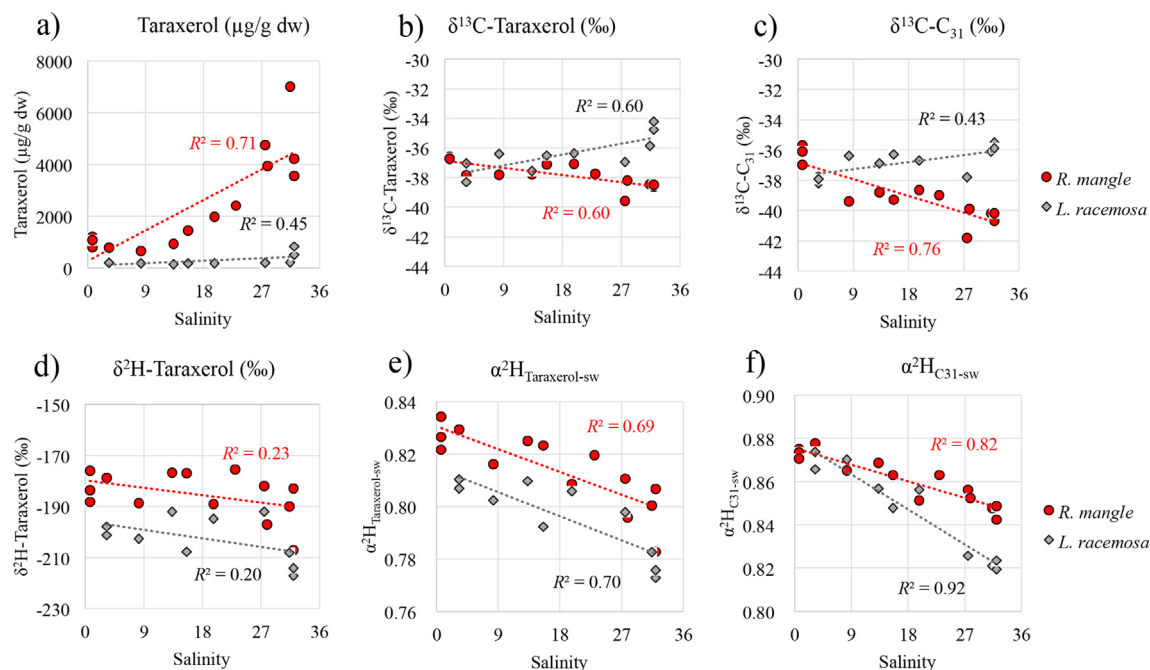 a) Taraxerol (µg/g dw)
8000
6000
4000
2000
0
Taraxerol (µg/g dw)
R² = 0.71
R² = 0.45
0 9 18 27 36
Salinity
b) δ¹³C-Taraxerol (‰)
-30
-32
-34
-36
-38
-40
-42
-44
δ¹³C-Taraxerol (‰)
R² = 0.60
R² = 0.60
0 9 18 27 36
Salinity
c) δ¹³C-C₃₁ (‰)
-30
-32
-34
-36
-38
-40
-42
-44
δ¹³C-C₃₁ (‰)
R² = 0.43
R² = 0.76
0 9 18 27 36
Salinity
R. mangle
L. racemosa
d) δ²H-Taraxerol (‰)
-150
-170
-190
-210
-230
δ²H-Taraxerol (‰)
R² = 0.23
R² = 0.20
0 9 18 27 36
Salinity
e) α²H_Taraxerol-sw
0.84
0.82
0.80
0.78
0.76
α²H_Taraxerol-sw
R² = 0.69
R² = 0.70
0 9 18 27 36
Salinity
f) α²H_C31-sw
0.90
0.88
0.86
0.84
0.82
0.80
α²H_C31-sw
R² = 0.82
R² = 0.92
0 9 18 27 36
Salinity
R. mangle
L. racemosa